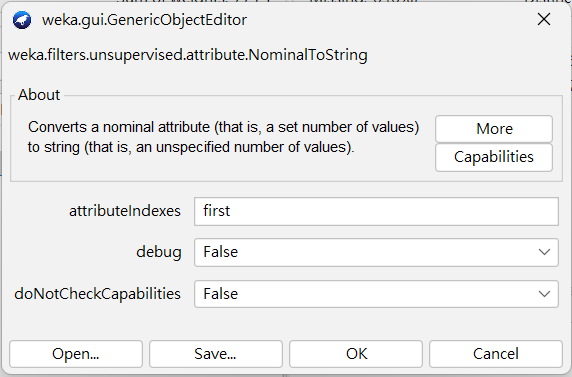 weka.gui.GenericObjectEditor
weka.filters.unsupervised.attribute.NominalToString
About
Converts a nominal attribute (that is, a set number of values)
to string (that is, an unspecified number of values).
More
Capabilities
attributeIndexes first
debug False
doNotCheckCapabilities False
Open... Save... OK Cancel